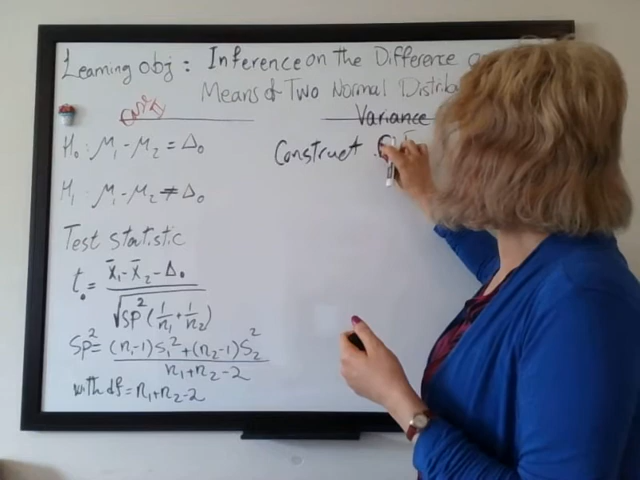 Learning obj : Inference on the Difference
Means of Two Normal Distrib
Variance
Case II
H₀ : μ₁ - μ₂ = Δ₀
H₁ : μ₁ - μ₂ ≠ Δ₀
Test statistic
t₀ = (x̄₁ - x̄₂ - Δ₀) / √(Sp² (1/n₁ + 1/n₂))
Sp² = ((n₁-1)S₁² + (n₂-1)S₂²) / (n₁ + n₂ - 2)
with df = n₁ + n₂ - 2
Construct